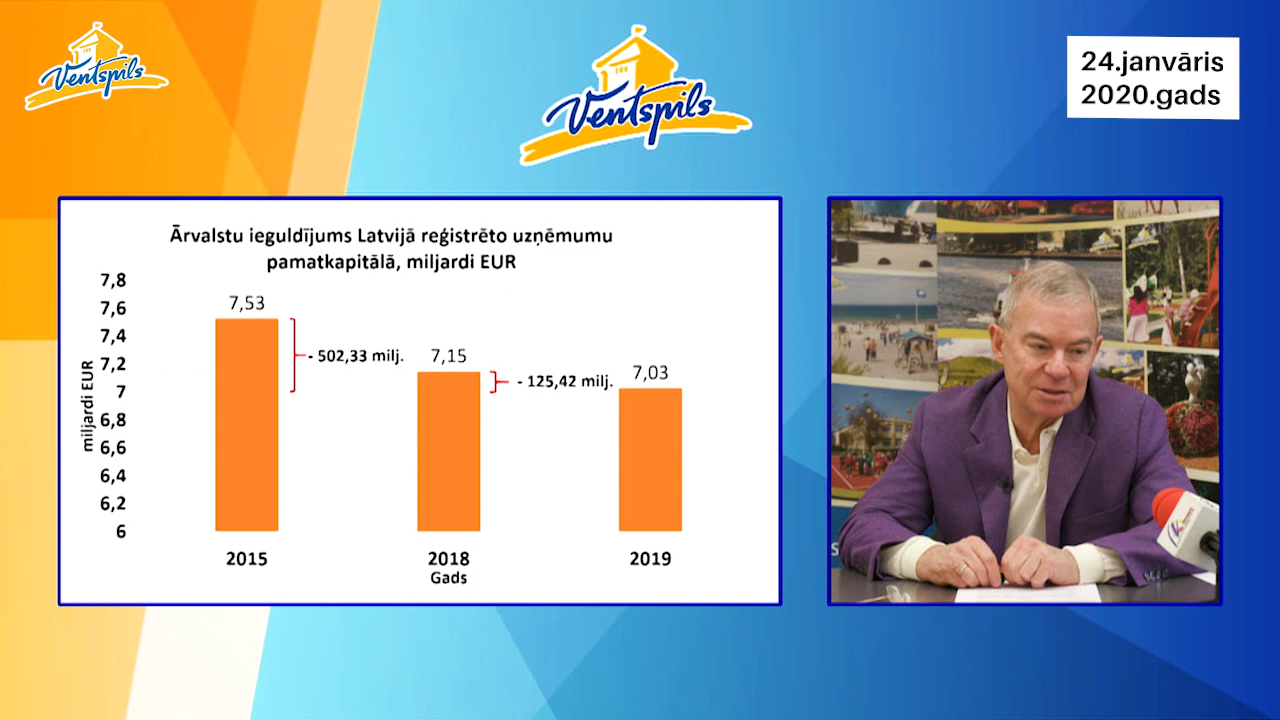 Ventspils
Ventspils
24.janvāris
2020.gads
Ārvalstu ieguldījums Latvijā reģistrēto uzņēmumu
pamatkapitālā, miljardi EUR
miljardi EUR
7,8
7,6
7,4
7,2
7
6,8
6,6
6,4
6,2
6
7,53
- 502,33 milj.
7,15
- 125,42 milj.
7,03
2015
2018
2019
Gads